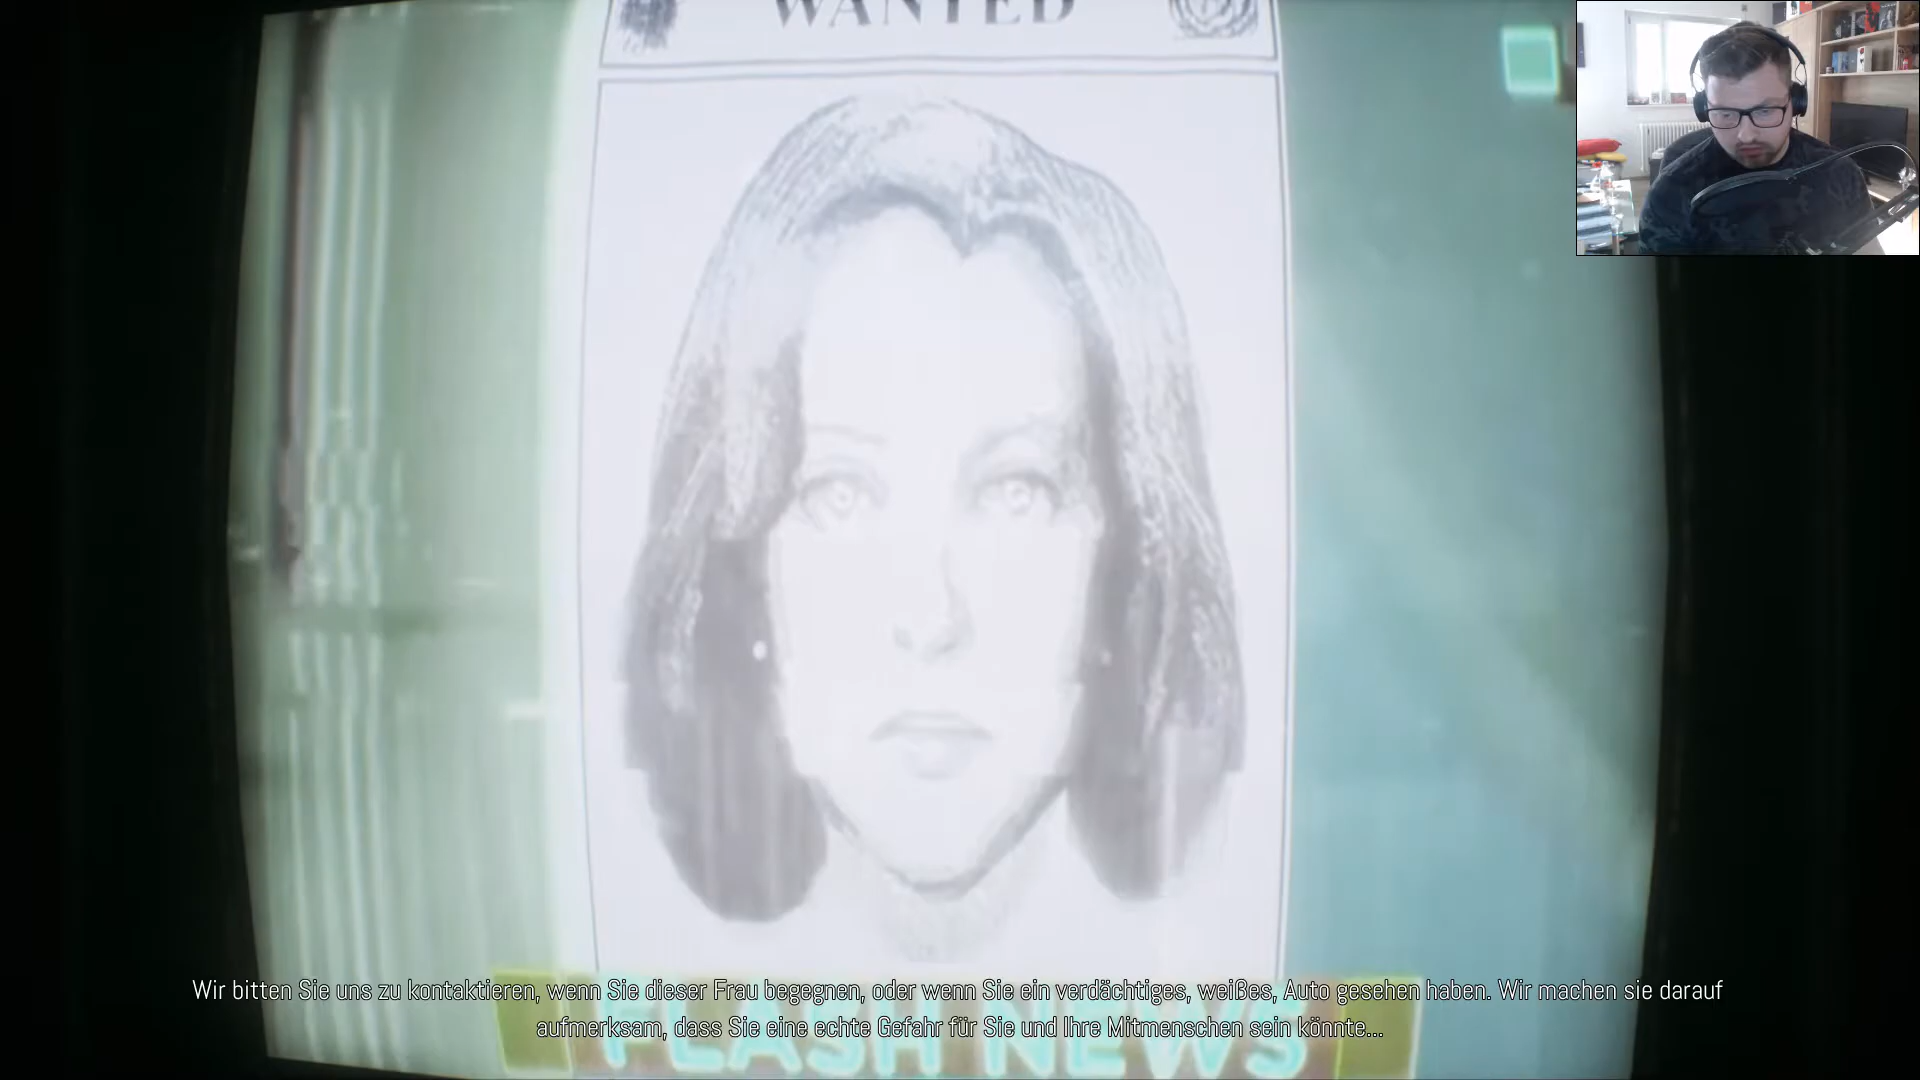 WANTED
Wir bitten Sie uns zu kontaktieren, wenn Sie dieser Frau begegnen, oder wenn Sie ein verdächtiges, weißes, Auto gesehen haben. Wir machen sie darauf
aufmerksam, dass Sie eine echte Gefahr für Sie und Ihre Mitmenschen sein könnte...
FLASH NEWS